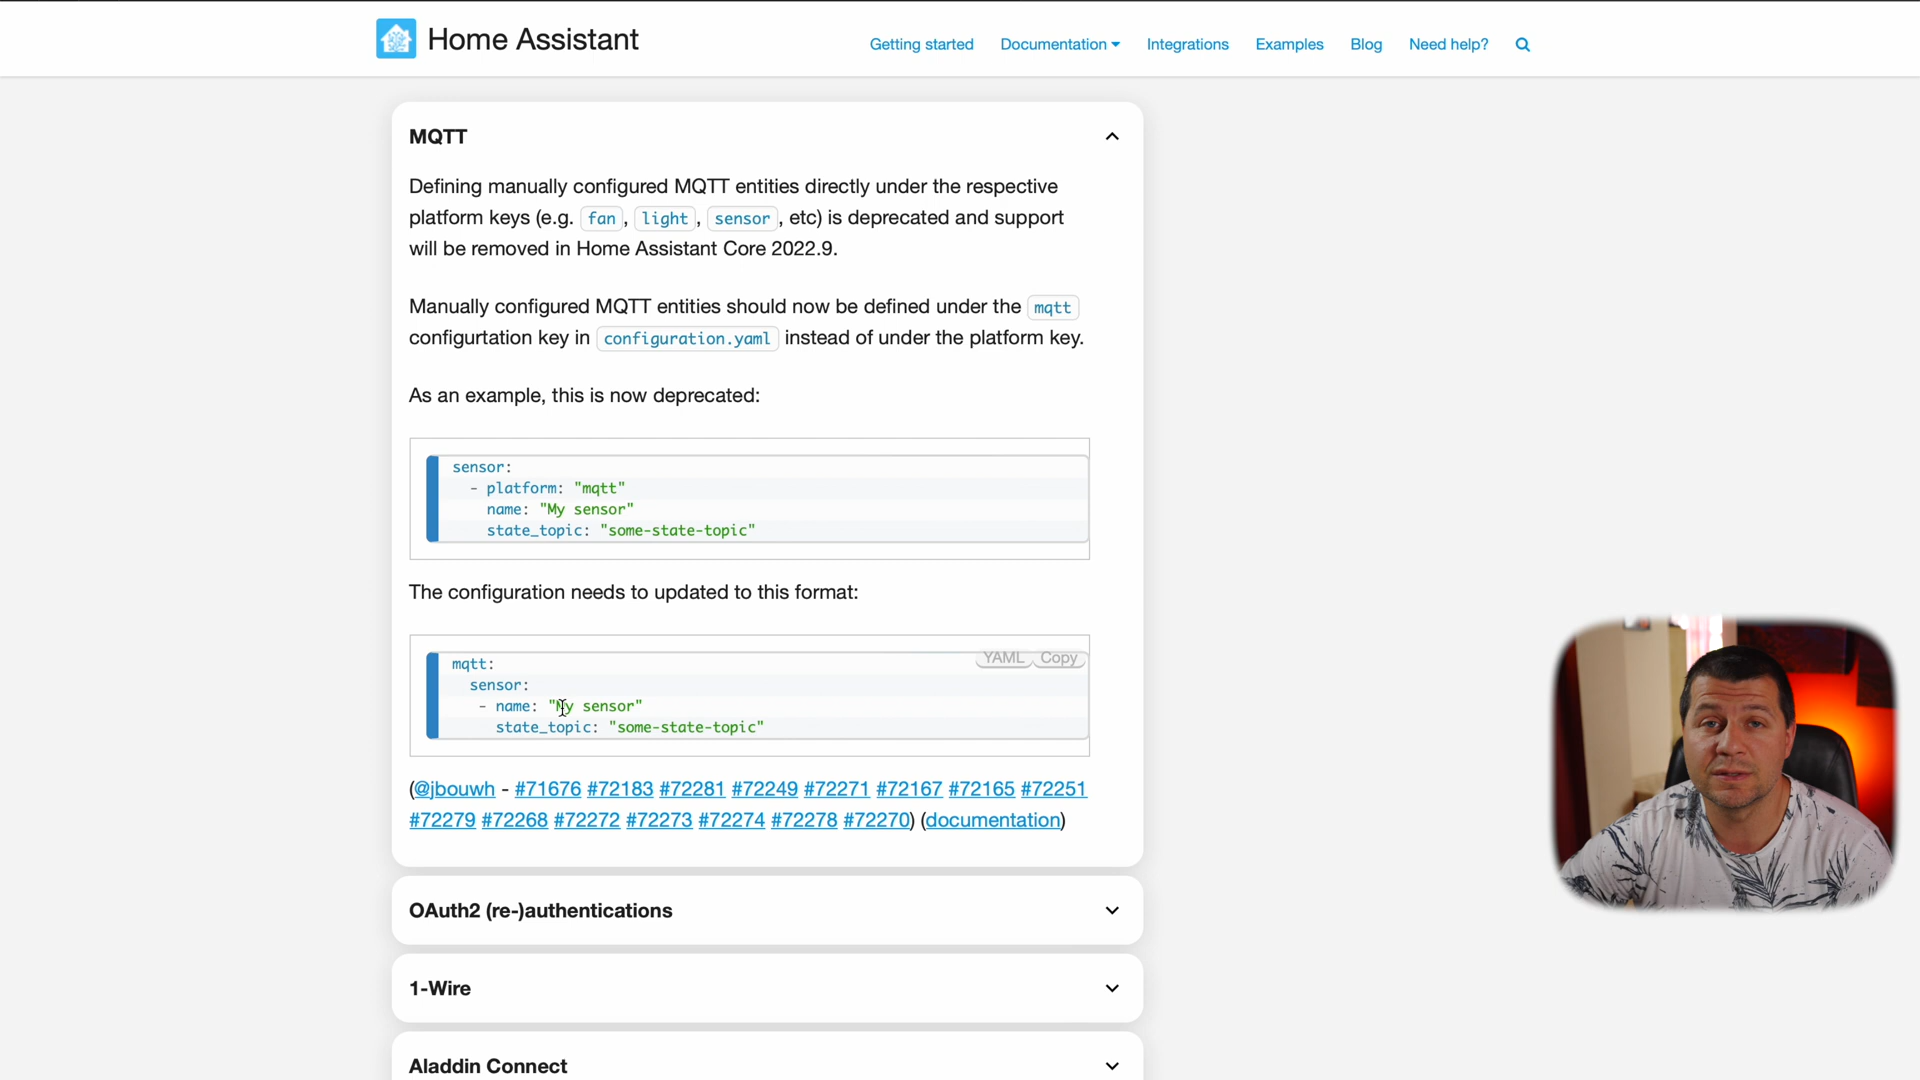 Home Assistant
Getting started Documentation Integrations Examples Blog Need help?
MQTT
Defining manually configured MQTT entities directly under the respective
platform keys (e.g. fan, light, sensor, etc) is deprecated and support
will be removed in Home Assistant Core 2022.9.
Manually configured MQTT entities should now be defined under the mqtt
configurtation key in configuration.yaml instead of under the platform key.
As an example, this is now deprecated:
sensor:
- platform: "mqtt"
name: "My sensor"
state_topic: "some-state-topic"
The configuration needs to updated to this format:
YAML Copy
mqtt:
sensor:
- name: "My sensor"
state_topic: "some-state-topic"
(@jbouwh - #71676 #72183 #72281 #72249 #72271 #72167 #72165 #72251
#72279 #72268 #72272 #72273 #72274 #72278 #72270) (documentation)
OAuth2 (re-)authentications
1-Wire
Aladdin Connect